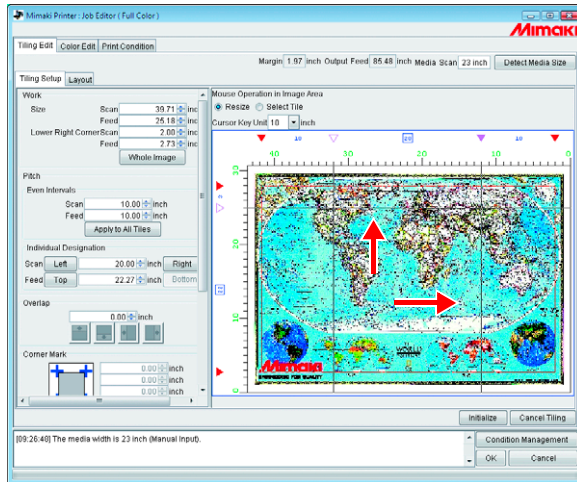 Mimaki Printer : Job Editor ( Full Color )
Mimaki
Tiling Edit Color Edit Print Condition
Margin 1.97 inch Output Feed 85.48 inch Media Scan 23 inch Detect Media Size
Tiling Setup Layout
Work
Size Scan 39.71 inc
Feed 25.18 inc
Lower Right Corner Scan 2.00 inc
Feed 2.73 inc
Whole Image
Pitch
Even Intervals
Scan 10.00 inch
Feed 10.00 inch
Apply to All Tiles
Individual Designation
Scan Left 20.00 inch Right
Feed Top 22.27 inch Bottom
Overlap
0.00 inch
Corner Mark
0.00 inch
0.00 inch
0.00 inch
Mouse Operation in Image Area
Resize Select Tile
Cursor Key Unit 10 inch
10 20 10
40 30 20 10 0
30
20
10
0
22
WORLD
Mimaki
Initialize Cancel Tiling
[09:26:48] The media width is 23 inch (Manual Input).
Condition Management
OK Cancel